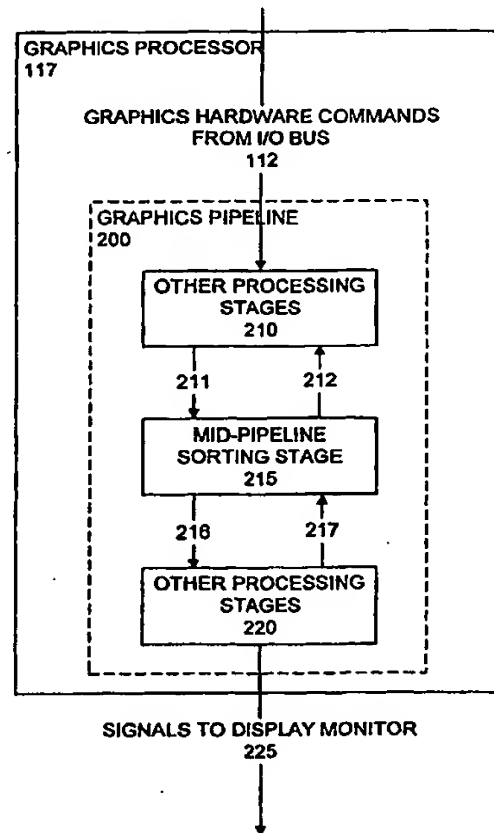 GRAPHICS PROCESSOR
117
GRAPHICS HARDWARE COMMANDS
FROM I/O BUS
112
GRAPHICS PIPELINE
200
OTHER PROCESSING
STAGES
210
211
212
MID-PIPELINE
SORTING STAGE
215
216
217
OTHER PROCESSING
STAGES
220
SIGNALS TO DISPLAY MONITOR
225